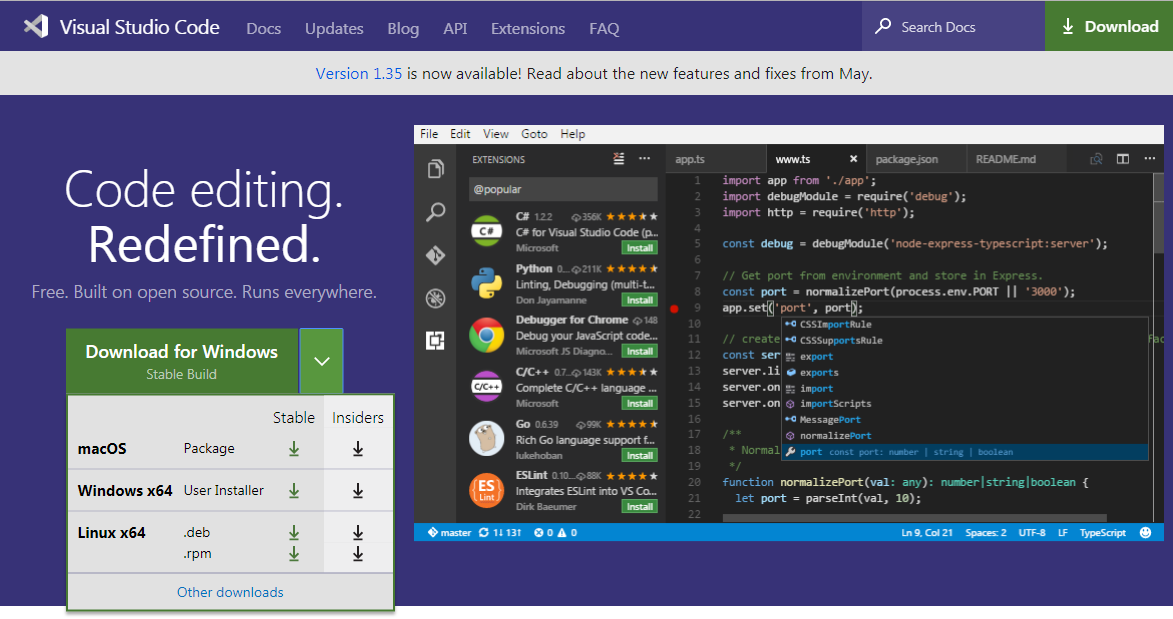 Visual Studio Code Docs Updates Blog API Extensions FAQ Search Docs Download
Version 1.35 is now available! Read about the new features and fixes from May.
Code editing.
Redefined.
Free. Built on open source. Runs everywhere.
Download for Windows
Stable Build
Stable Insiders
macOS Package
Windows x64 User Installer
Linux x64 .deb
.rpm
Other downloads
File Edit View Goto Help
EXTENSIONS
@popular
C# 1.2.2 356K
C# for Visual Studio Code (p...
Microsoft Install
Python 0... 211K
Linting, Debugging (multi-t...
Don Jayamanne Install
Debugger for Chrome 148
Debug your JavaScript code...
Microsoft JS Diagno... Install
C/C++ 0.7... 143K
Complete C/C++ language ...
Microsoft Install
Go 0.6.39 99K
Rich Go language support f...
lukehoban Install
ESLint 0.10... 88K
Integrates ESLint into VS Co...
Dirk Baeumer Install
C#
C/C++
ES
Lint
app.ts www.ts package.json README.md
1 import app from './app';
2 import debugModule = require('debug');
3 import http = require('http');
4
5 const debug = debugModule('node-express-typescript:server');
6
7 // Get port from environment and store in Express.
8 const port = normalizePort(process.env.PORT || '3000');
9 app.set('port', port);
10
11 // create
12 const ser
13 server.li
14 server.on
15 server.on
16
17 /**
18 * Normal
19 */
20 function normalizePort(val: any): number|string|boolean {
21 let port = parseInt(val, 10);
22
CSSImportRule
CSSSupportsRule
export
exports
import
importScripts
MessagePort
normalizePort
port const port: number | string | boolean
fac
master 1↓ 13↑ 0 0 Ln 9, Col 21 Spaces: 2 UTF-8 LF TypeScript